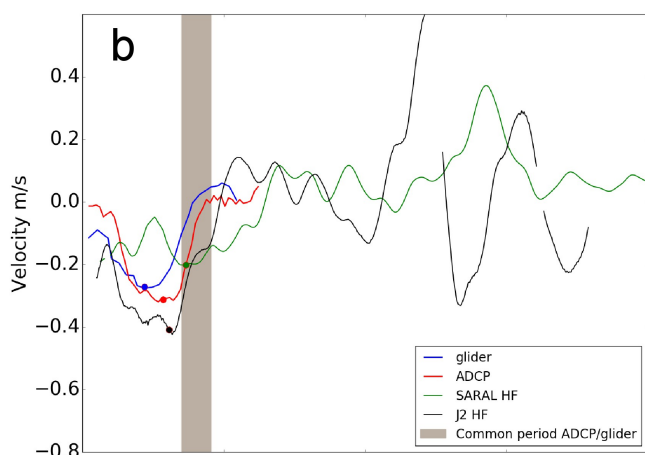 b
Velocity m/s
0.4
0.2
0.0
−0.2
−0.4
−0.6
−0.8
glider
ADCP
SARAL HF
J2 HF
Common period ADCP/glider